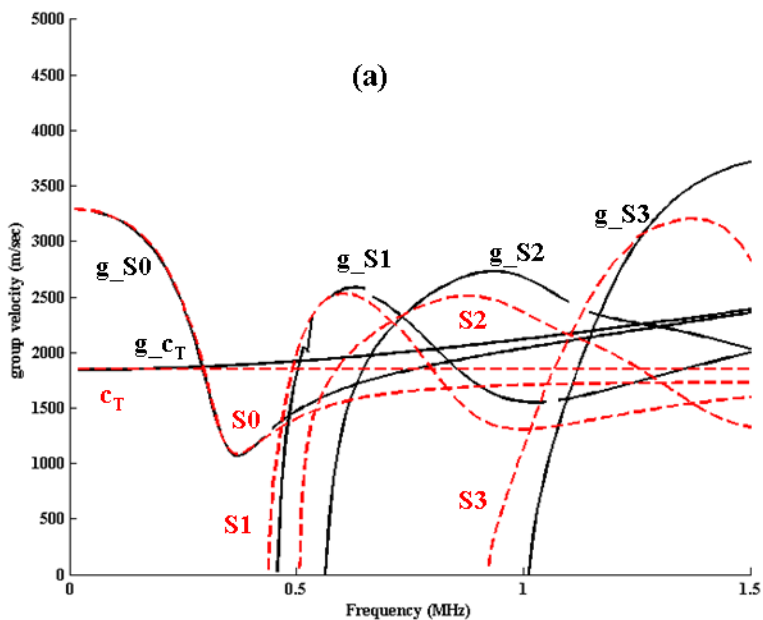 5000
4500
4000
3500
3000
2500
2000
1500
1000
500
0
group velocity (m/sec)
(a)
g_S0
g_S1
g_S2
g_S3
g_cT
S2
cT
S0
S1
S3
0
0.5
1
1.5
Frequency (MHz)